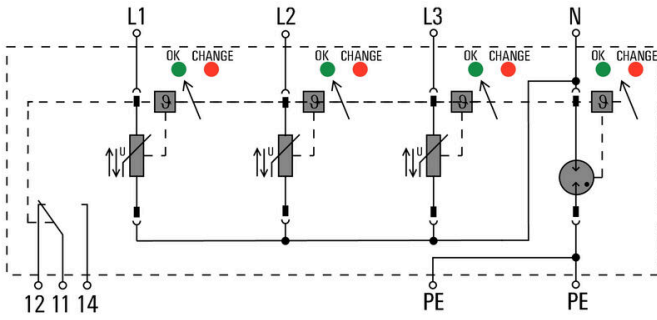 L1 L2 L3 N
OK CHANGE OK CHANGE OK CHANGE OK CHANGE
ϑ ϑ ϑ ϑ
U U U
12 11 14 PE PE